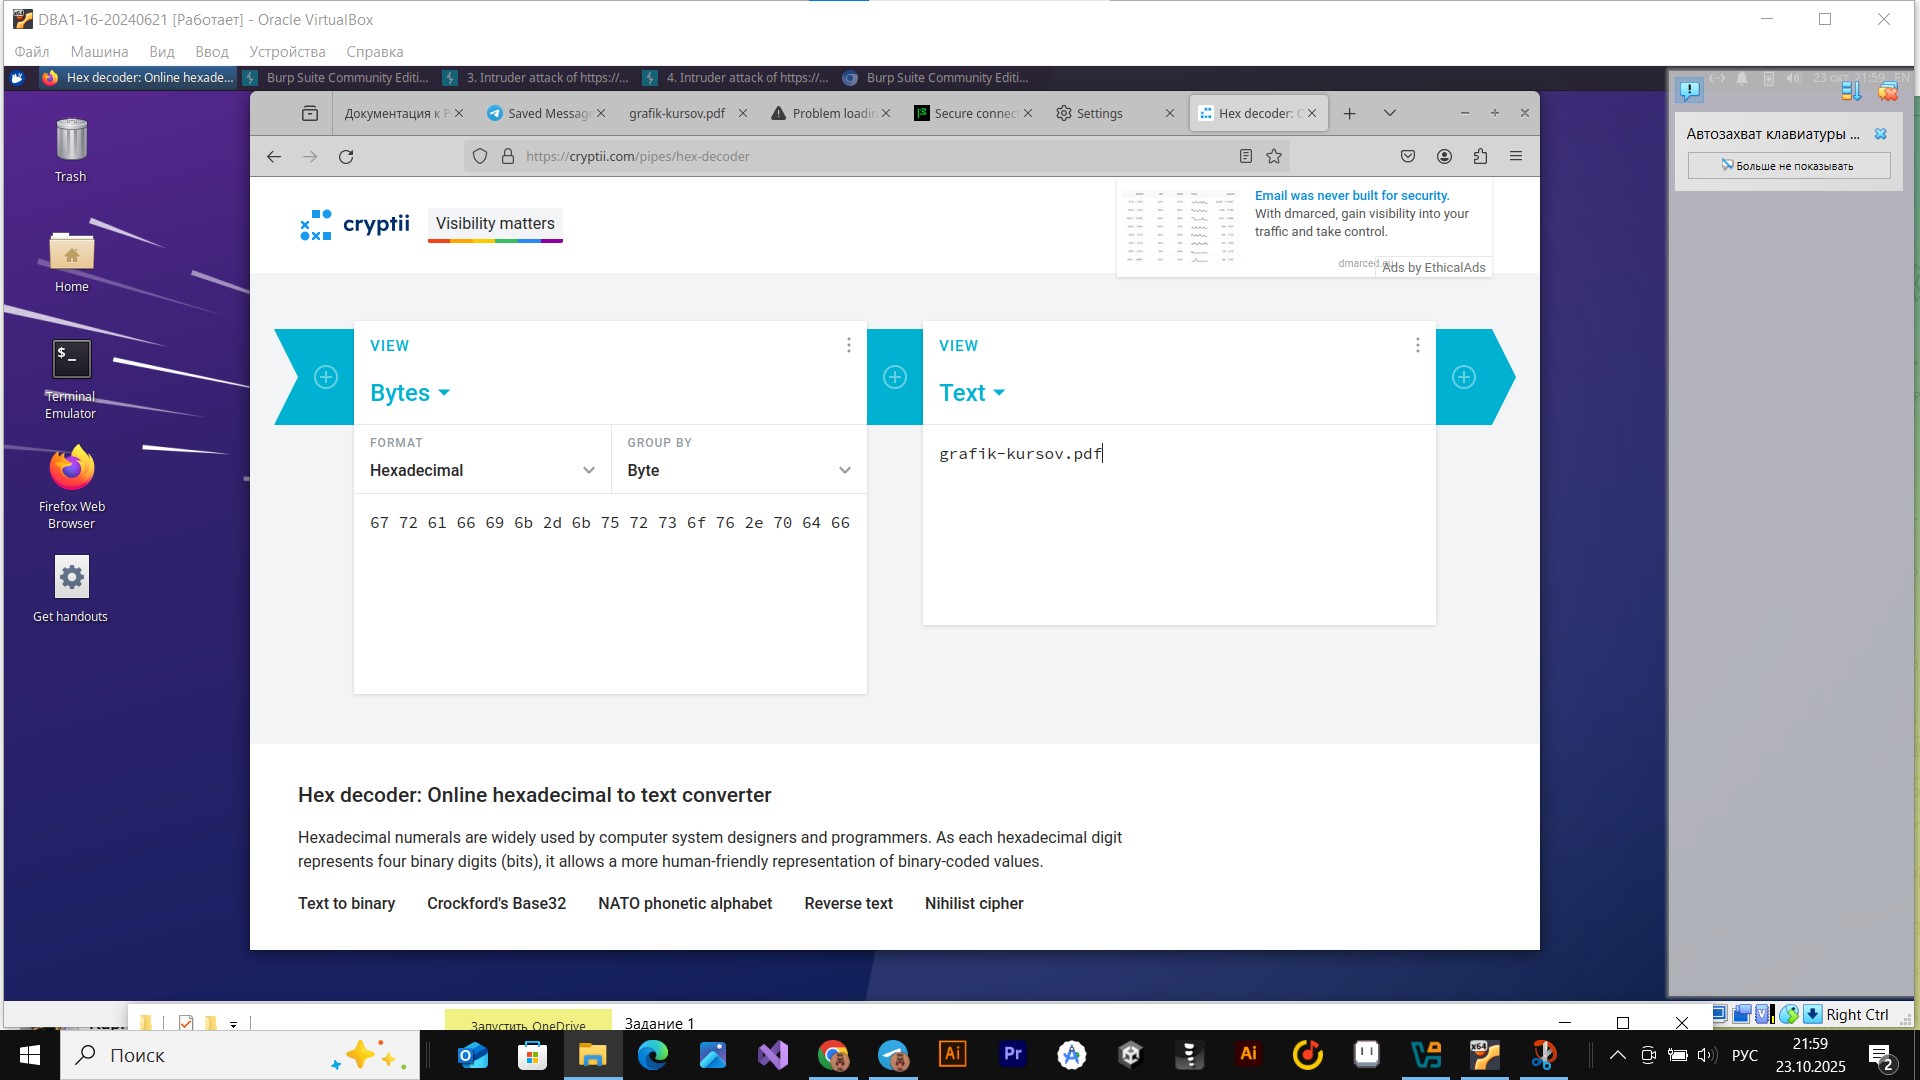 DBA1-16-20240621 [Работает] - Oracle VirtualBox
Файл Машина Вид Ввод Устройства Справка
Hex decoder: Online hexade... Burp Suite Community Editi... 3. Intruder attack of https://... 4. Intruder attack of https://... Burp Suite Community Editi... 23 окт, 21:59 EN
Документация к P Saved Message grafik-kursov.pdf Problem loadin Secure connect Settings Hex decoder: O
https://cryptii.com/pipes/hex-decoder
Автозахват клавиатуры ...
Больше не показывать
Trash
Home
Terminal
Emulator
Firefox Web
Browser
Get handouts
cryptii Visibility matters
Email was never built for security.
With dmarced, gain visibility into your
traffic and take control.
Ads by EthicalAds
VIEW
Bytes
VIEW
Text
FORMAT
Hexadecimal
GROUP BY
Byte
67 72 61 66 69 6b 2d 6b 75 72 73 6f 76 2e 70 64 66
grafik-kursov.pdf
Hex decoder: Online hexadecimal to text converter
Hexadecimal numerals are widely used by computer system designers and programmers. As each hexadecimal digit
represents four binary digits (bits), it allows a more human-friendly representation of binary-coded values.
Text to binary Crockford's Base32 NATO phonetic alphabet Reverse text Nihilist cipher
Запустить OneDrive Задание 1
Right Ctrl
Поиск
РУС
21:59
23.10.2025
2